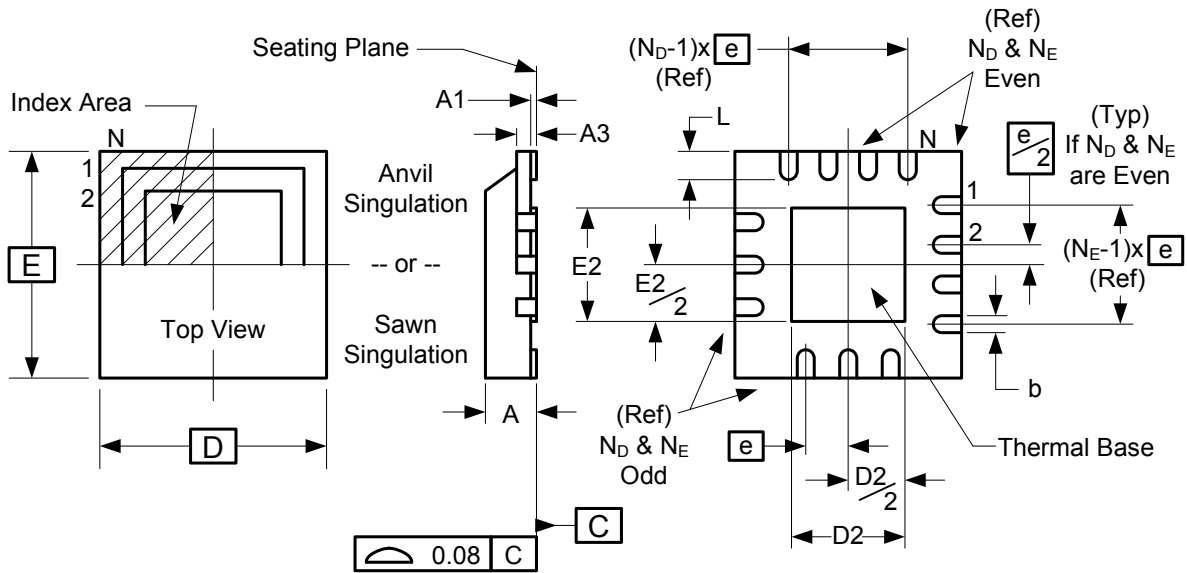 Seating Plane
Index Area
N
1
2
E
Top View
D
A1
A3
Anvil
Singulation
-- or --
Sawn
Singulation
A
0.08 C
C
(N_D-1)x e
(Ref)
(Ref)
N_D & N_E
Even
L
N
e/2
(Typ)
If N_D & N_E
are Even
1
2
(N_E-1)x e
(Ref)
E2
E2/2
b
(Ref)
N_D & N_E
Odd
e
D2/2
D2
Thermal Base